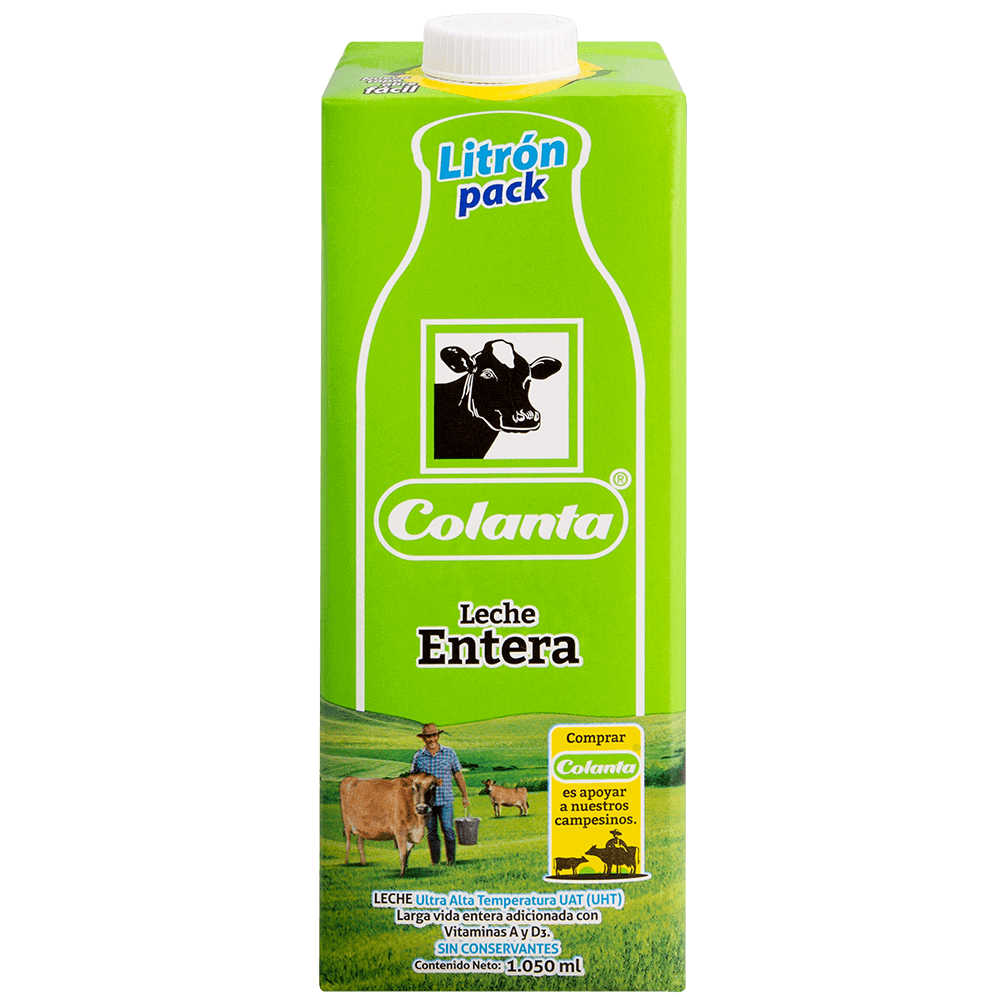 fácil
Litrón
pack
Colanta®
Leche
Entera
Comprar
Colanta®
es apoyar
a nuestros
campesinos.
LECHE Ultra Alta Temperatura UAT (UHT)
Larga vida entera adicionada con
Vitaminas A y D3.
SIN CONSERVANTES
Contenido Neto: 1.050 ml